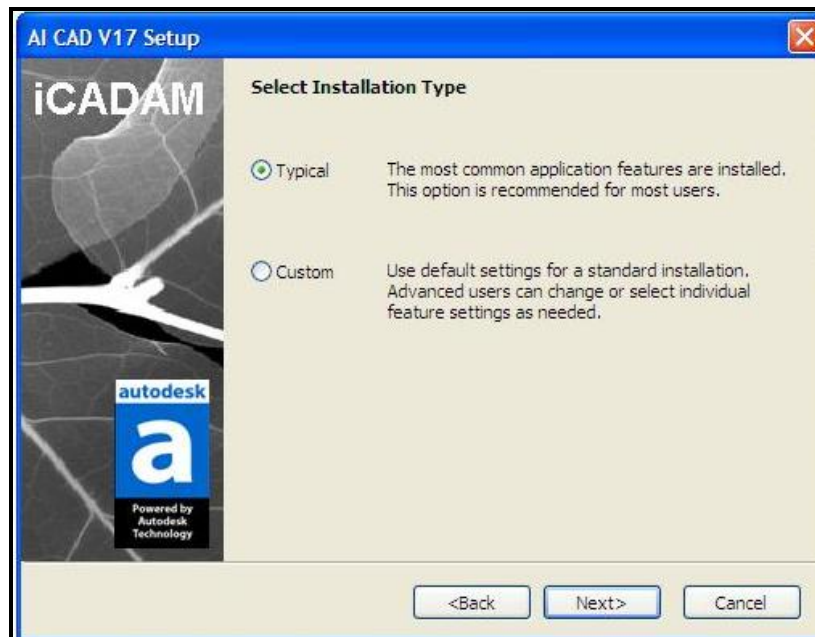 AI CAD V17 Setup
iCADAM
Select Installation Type
Typical
The most common application features are installed.
This option is recommended for most users.
Custom
Use default settings for a standard installation.
Advanced users can change or select individual
feature settings as needed.
autodesk
a
Powered by
Autodesk
Technology
<Back
Next>
Cancel